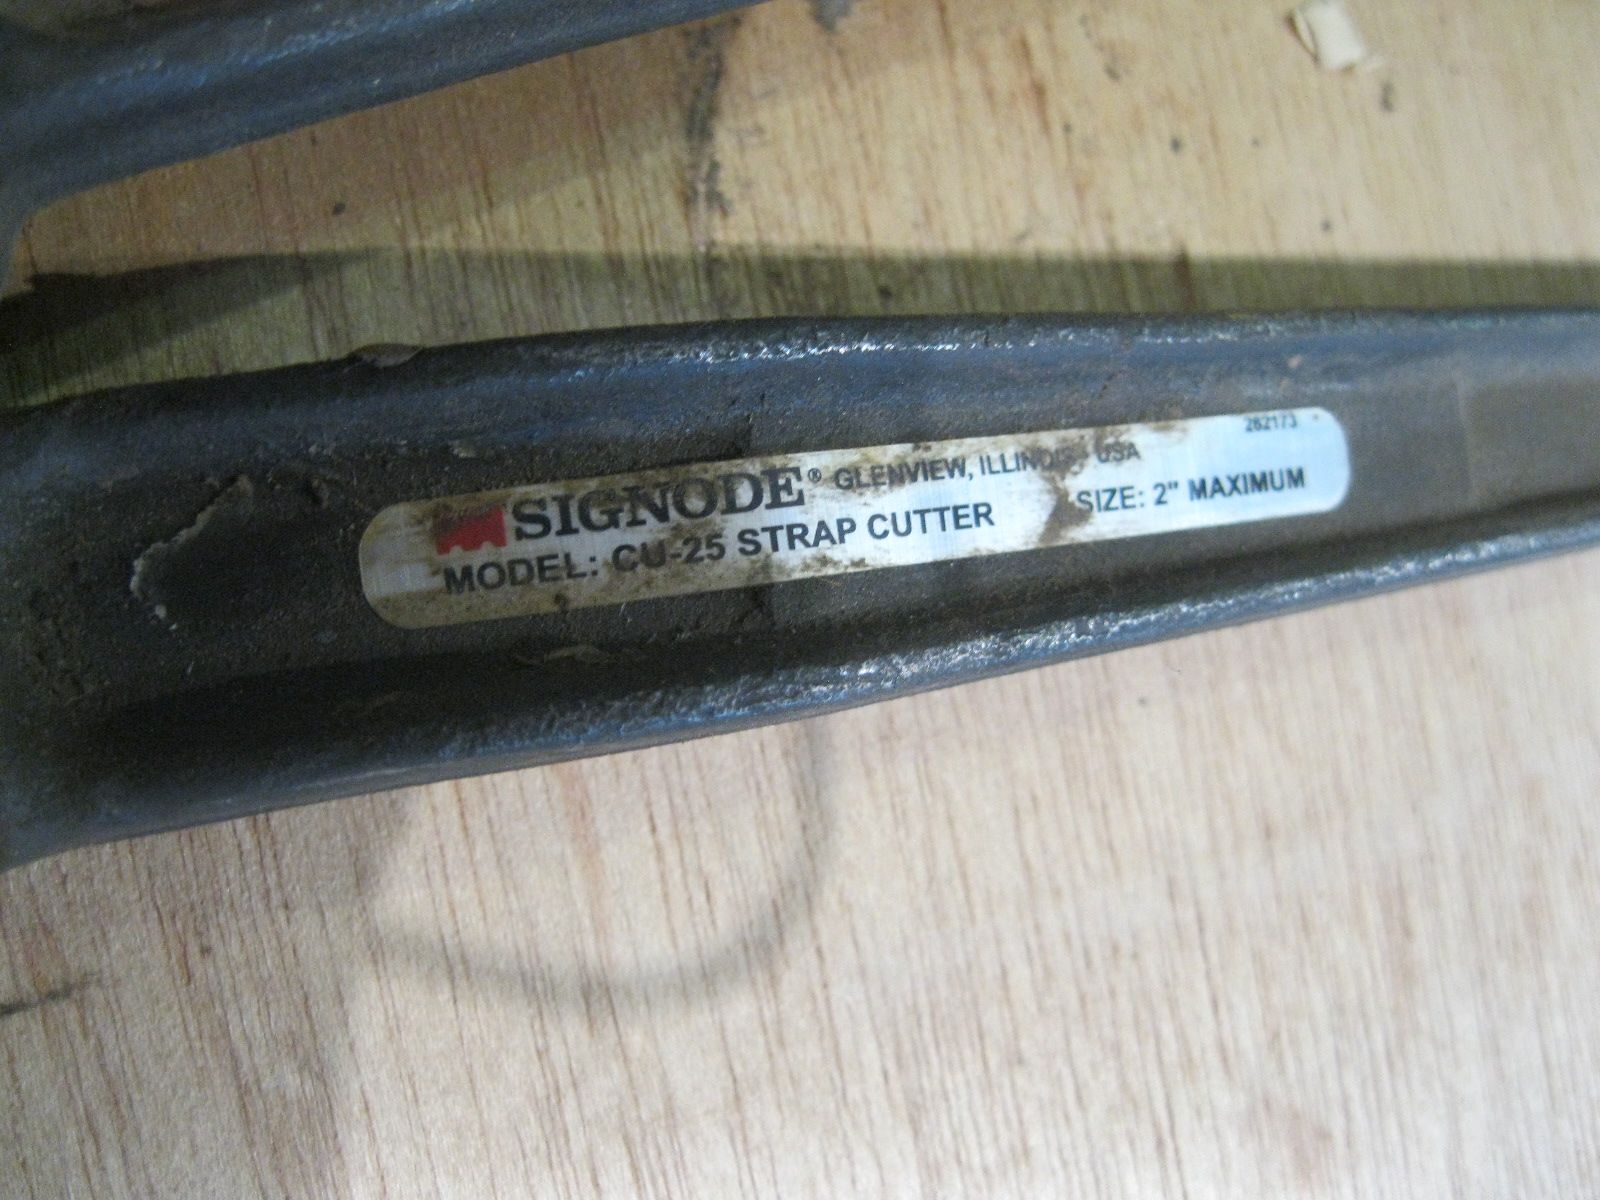 262173
SIGNODE® GLENVIEW, ILLINOIS USA
MODEL: CU-25 STRAP CUTTER SIZE: 2" MAXIMUM